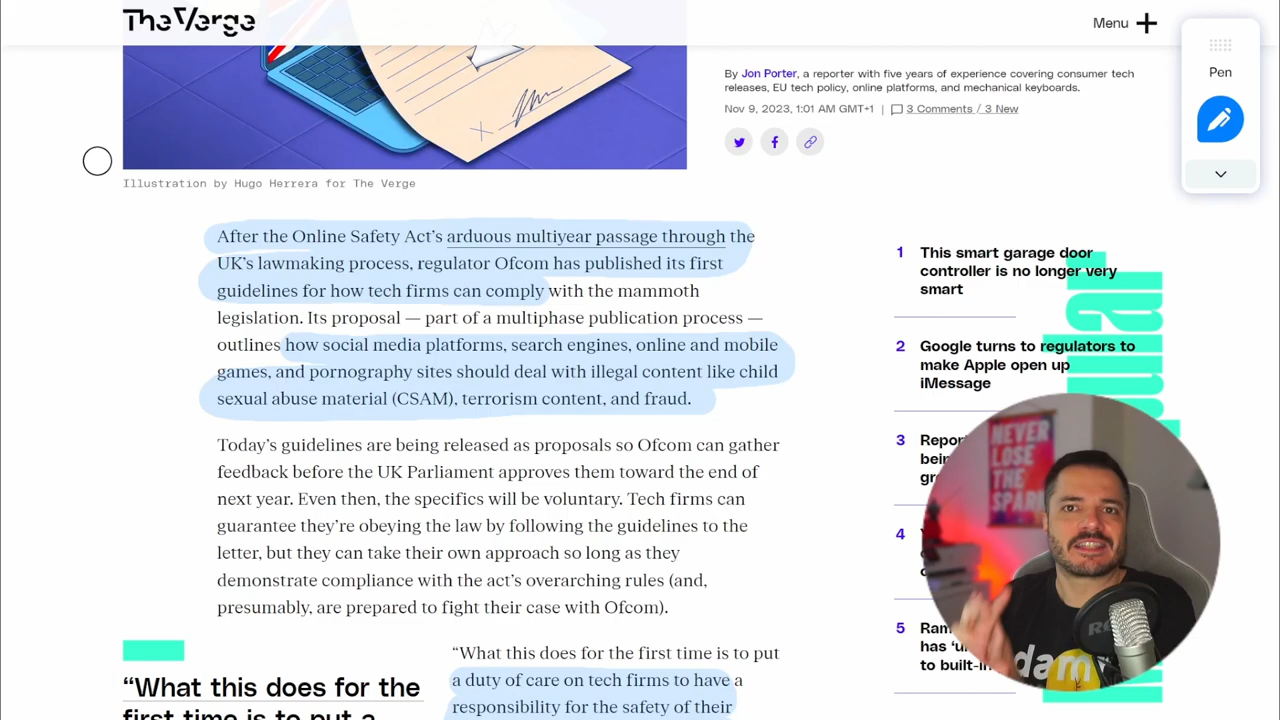 The Verge
Menu
Pen
By Jon Porter, a reporter with five years of experience covering consumer tech
releases, EU tech policy, online platforms, and mechanical keyboards.
Nov 9, 2023, 1:01 AM GMT+1 | 3 Comments / 3 New
Illustration by Hugo Herrera for The Verge
After the Online Safety Act’s arduous multiyear passage through the
UK’s lawmaking process, regulator Ofcom has published its first
guidelines for how tech firms can comply with the mammoth
legislation. Its proposal — part of a multiphase publication process —
outlines how social media platforms, search engines, online and mobile
games, and pornography sites should deal with illegal content like child
sexual abuse material (CSAM), terrorism content, and fraud.
Today’s guidelines are being released as proposals so Ofcom can gather
feedback before the UK Parliament approves them toward the end of
next year. Even then, the specifics will be voluntary. Tech firms can
guarantee they’re obeying the law by following the guidelines to the
letter, but they can take their own approach so long as they
demonstrate compliance with the act’s overarching rules (and,
presumably, are prepared to fight their case with Ofcom).
“What this does for the first time is to put
a duty of care on tech firms to have a
responsibility for the safety of their
“What this does for the
first time is to put a
1 This smart garage door
controller is no longer very
smart
2 Google turns to regulators to
make Apple open up
iMessage
3
4
5
has
to built-in
NEVER
LOSE
THE
SPARK